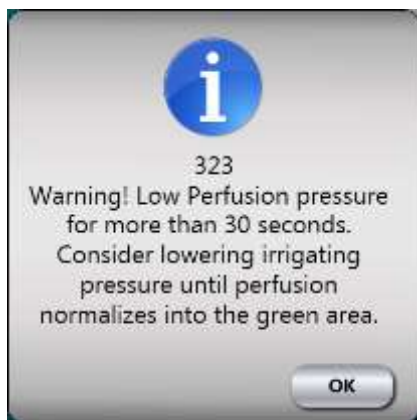 i
323
Warning! Low Perfusion pressure
for more than 30 seconds.
Consider lowering irrigating
pressure until perfusion
normalizes into the green area.
OK